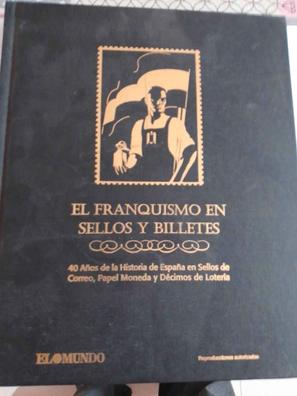 EL FRANQUISMO EN
SELLOS Y BILLETES
40 Años de la Historia de España en Sellos de
Correo, Papel Moneda y Décimos de Lotería
EL MUNDO
Reproducciones autorizadas